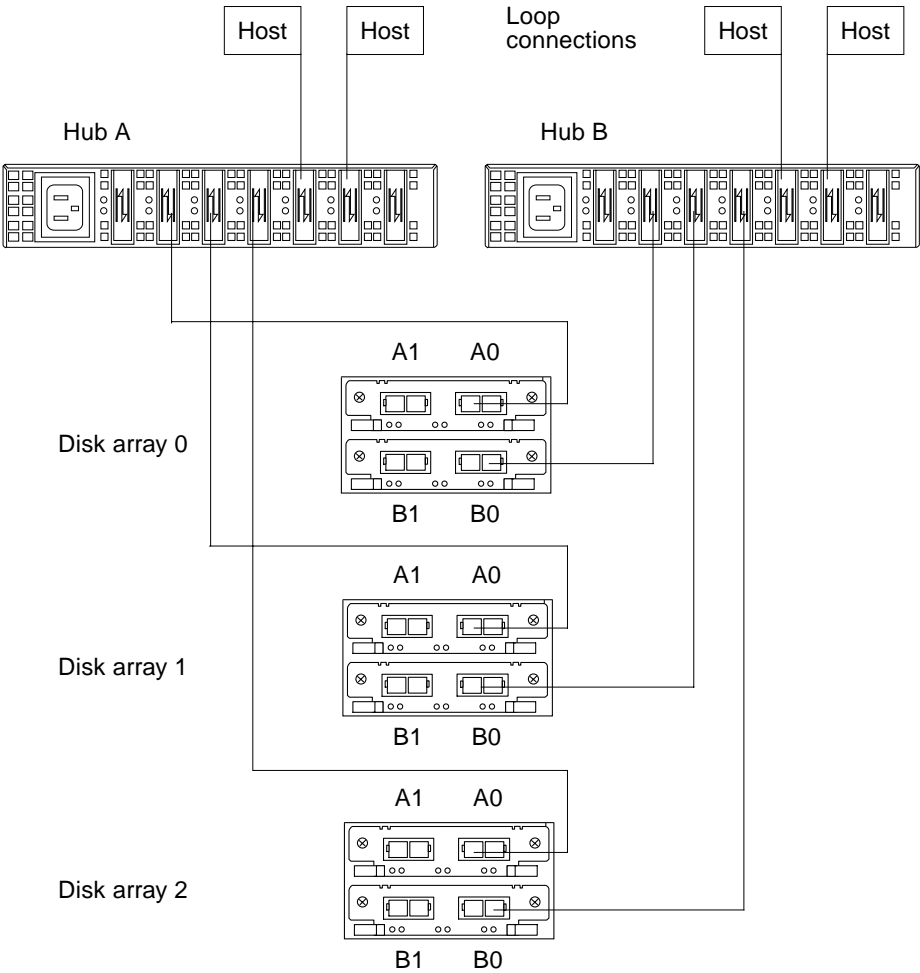 Host
Host
Loop
connections
Host
Host
Hub A
Hub B
A1 A0
Disk array 0
B1 B0
A1 A0
Disk array 1
B1 B0
A1 A0
Disk array 2
B1 B0